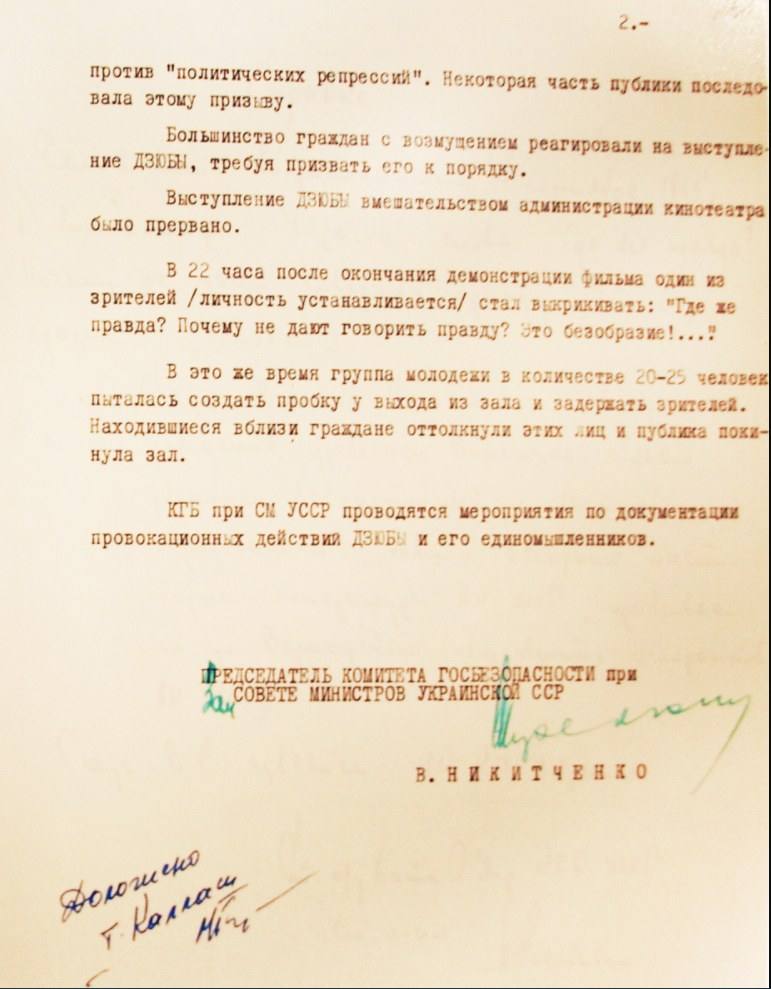 2.-
против "политических репрессий". Некоторая часть публики последо-
вала этому призыву.
Большинство граждан с возмущением реагировали на выступле-
ние ДЗЮБЫ, требуя призвать его к порядку.
Выступление ДЗЮБЫ вмешательством администрации кинотеатра
было прервано.
В 22 часа после окончания демонстрации фильма один из
зрителей /личность устанавливается/ стал выкрикивать: "Где же
правда? Почему не дают говорить правду? Это безобразие!..."
В это же время группа молодежи в количестве 20-25 человек
пыталась создать пробку у выхода из зала и задержать зрителей.
Находившиеся вблизи граждане оттолкнули этих лиц и публика поки-
нула зал.
КГБ при СМ УССР проводятся мероприятия по документации
провокационных действий ДЗЮБЫ и его единомышленников.
ПРЕДСЕДАТЕЛЬ КОМИТЕТА ГОСБЕЗОПАСНОСТИ при
Зам СОВЕТЕ МИНИСТРОВ УКРАИНСКОЙ ССР
В. НИКИТЧЕНКО
Доложено
т.